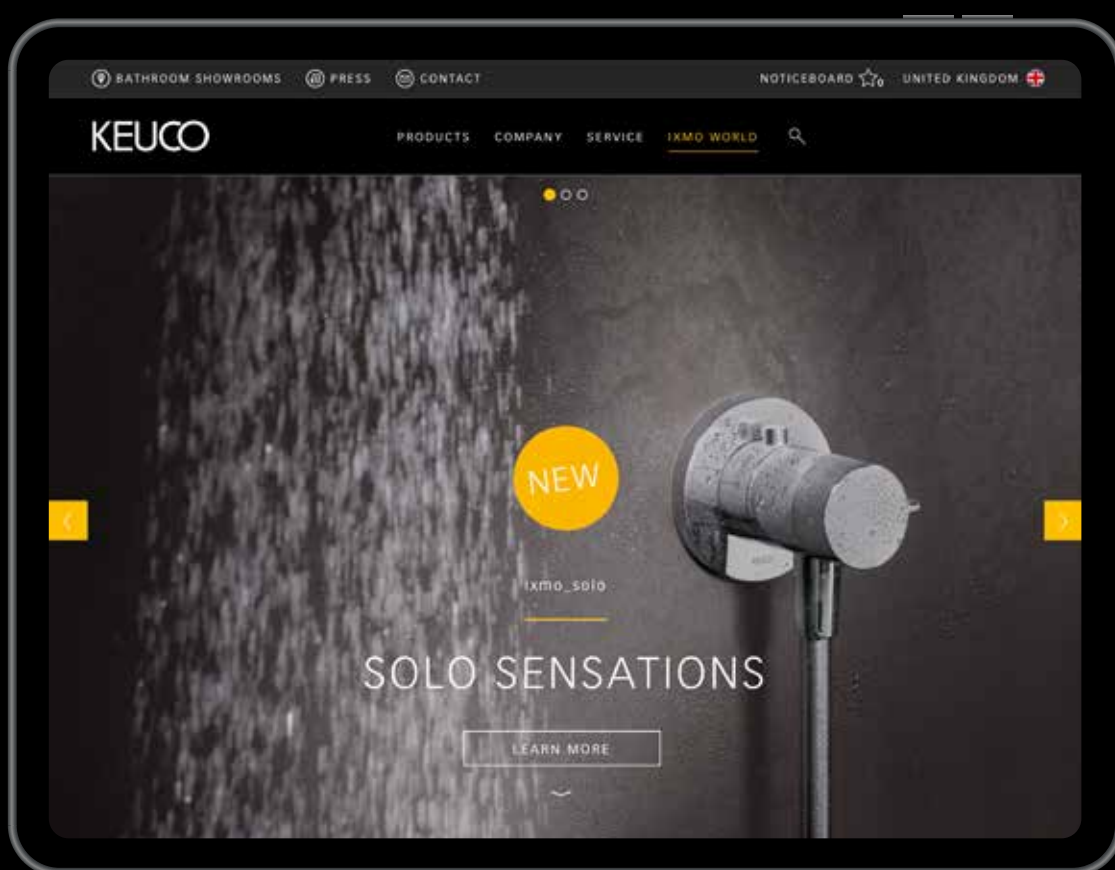 BATHROOM SHOWROOMS PRESS CONTACT NOTICEBOARD 0 UNITED KINGDOM
KEUCO PRODUCTS COMPANY SERVICE IXMO WORLD
NEW
ixmo_solo
SOLO SENSATIONS
LEARN MORE